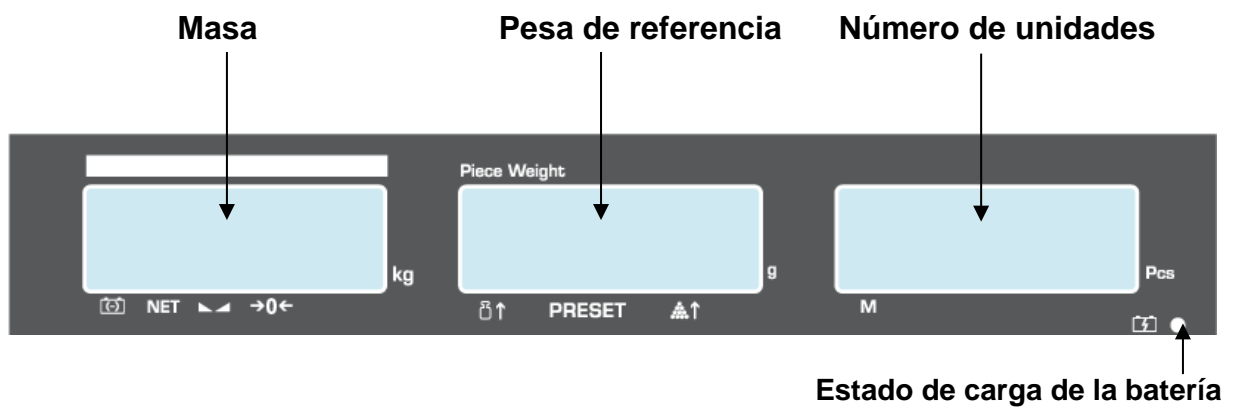 Masa
Pesa de referencia
Número de unidades
Piece Weight
kg
g
Pcs
NET →0←
PRESET
M
Estado de carga de la batería